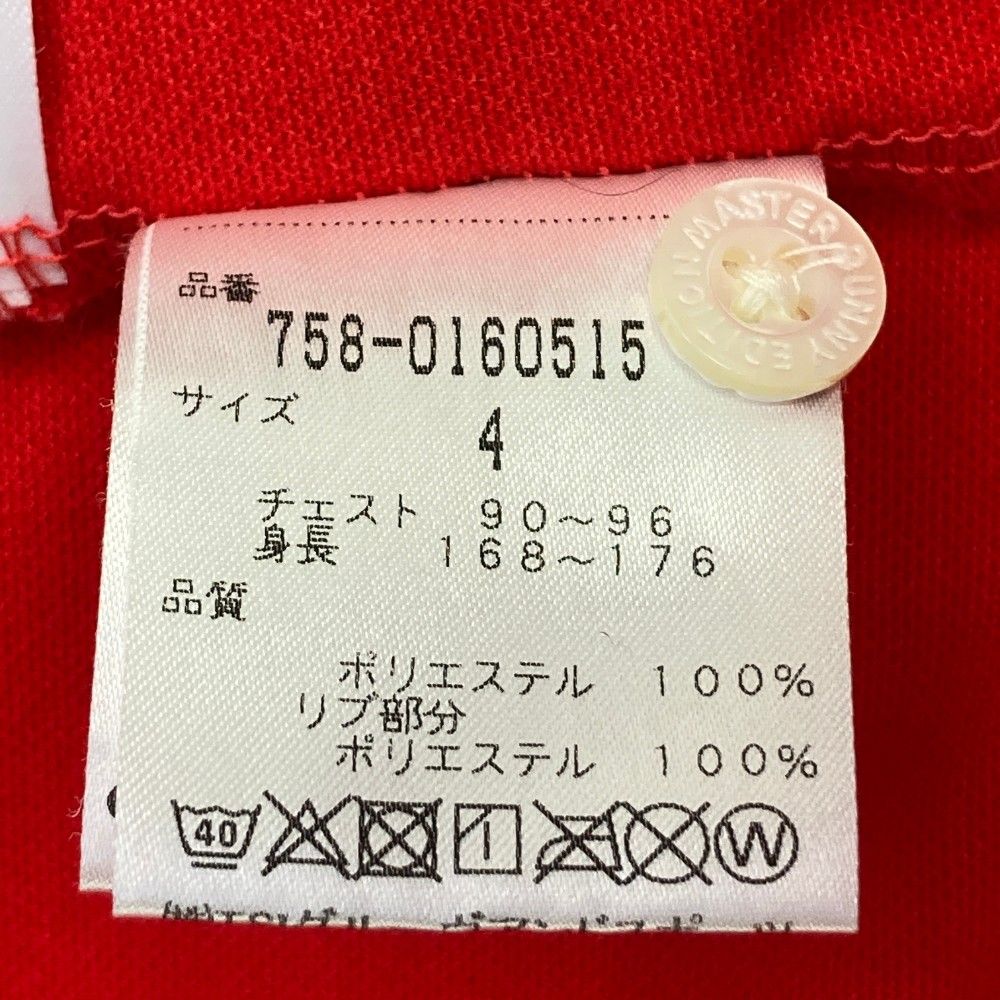 品番
758-0160515
サイズ
4
チェスト 90～96
身長 168～176
品質
ポリエステル 100%
リブ部分
ポリエステル 100%
40
W
MASTER BUNNY EDITION